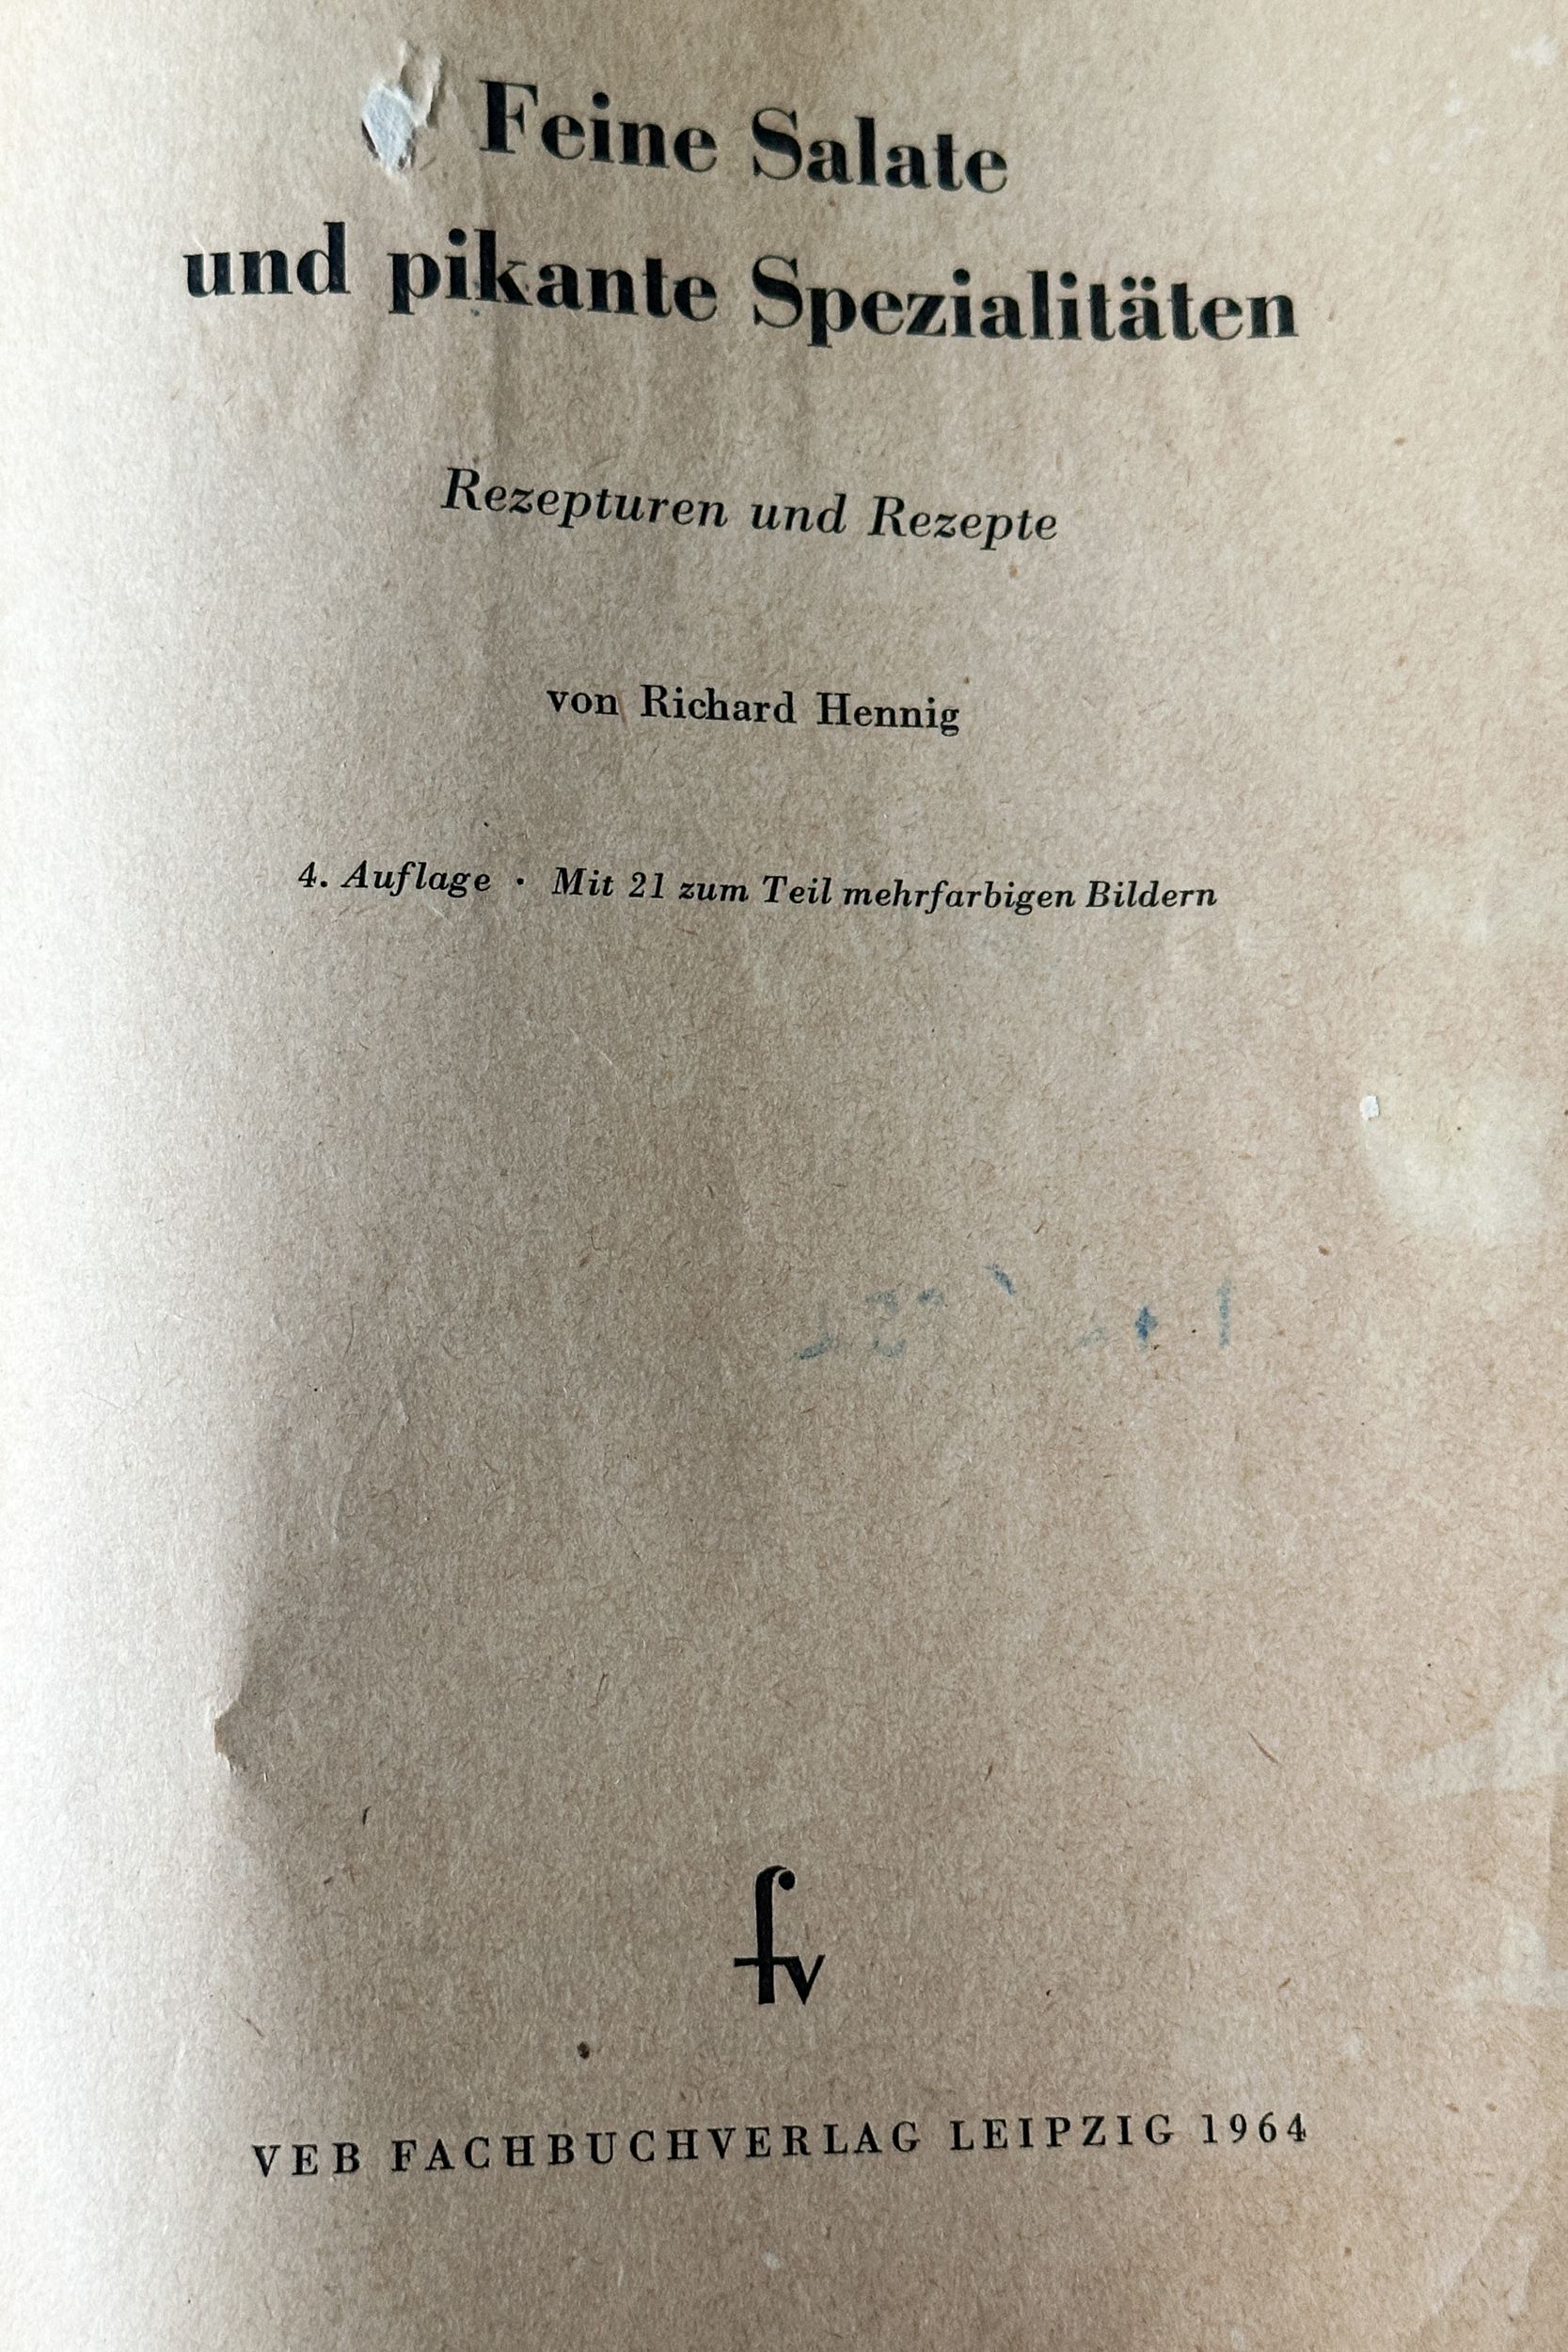 Feine Salate
und pikante Spezialitäten
Rezepturen und Rezepte
von Richard Hennig
4. Auflage · Mit 21 zum Teil mehrfarbigen Bildern
fv
VEB FACHBUCHVERLAG LEIPZIG 1964